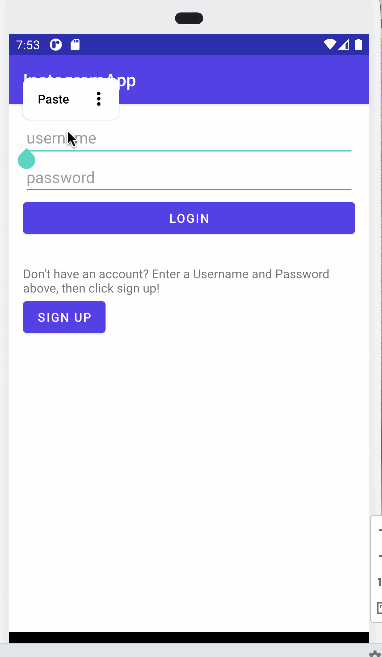 7:53
InstagramApp
Paste
username
password
LOGIN
Don't have an account? Enter a Username and Password
above, then click sign up!
SIGN UP